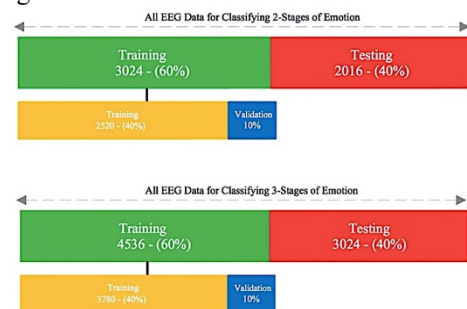 All EEG Data for Classifying 2-Stages of Emotion
Training
3024 - (60%)
Testing
2016 - (40%)
Training
2520 - (40%)
Validation
10%
All EEG Data for Classifying 3-Stages of Emotion
Training
4536 - (60%)
Testing
3024 - (40%)
Training
3780 - (40%)
Validation
10%